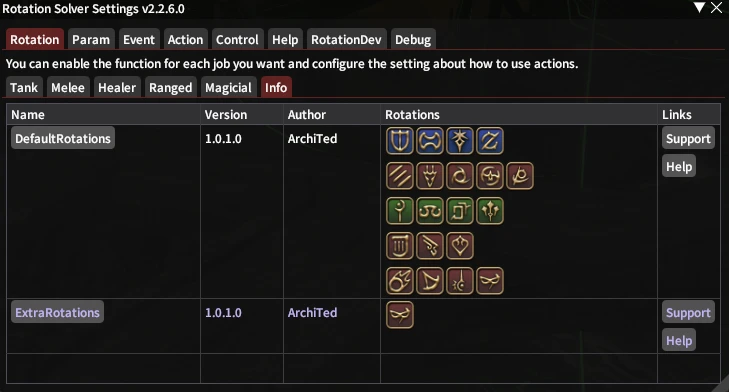 Rotation Solver Settings v2.2.6.0
Rotation Param Event Action Control Help RotationDev Debug
You can enable the function for each job you want and configure the setting about how to use actions.
Tank Melee Healer Ranged Magicial Info
Name Version Author Rotations Links
DefaultRotations 1.0.1.0 ArchiTed Support
Help
ExtraRotations 1.0.1.0 ArchiTed Support
Help